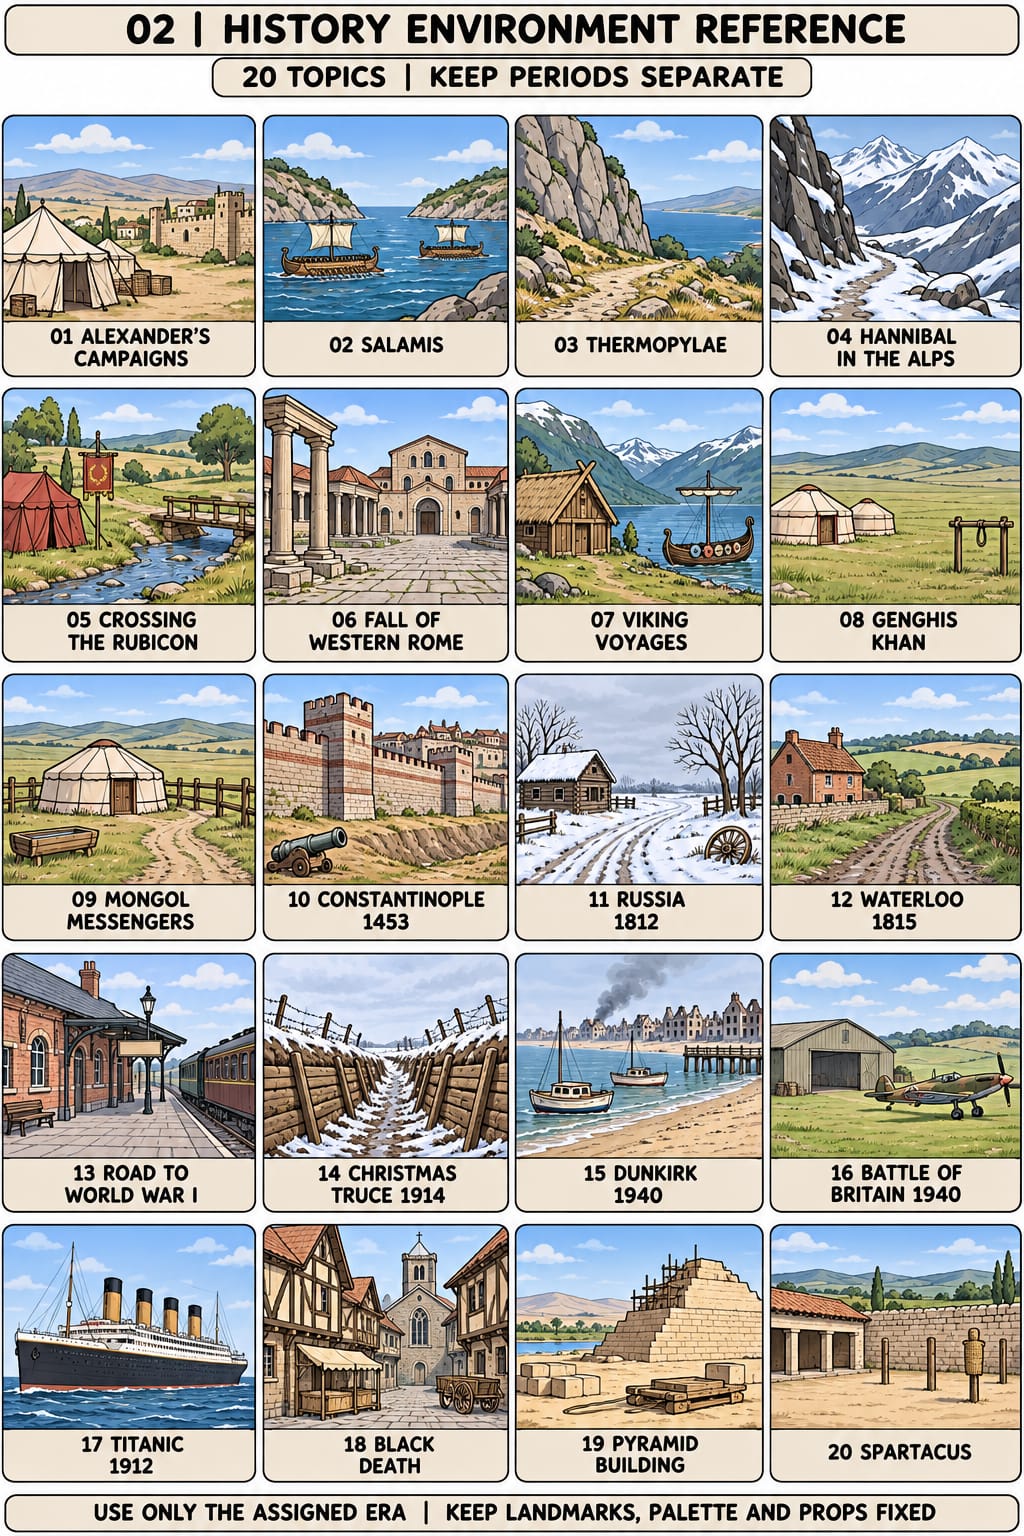 02 | HISTORY ENVIRONMENT REFERENCE
20 TOPICS | KEEP PERIODS SEPARATE
01 ALEXANDER'S
CAMPAIGNS
02 SALAMIS
03 THERMOPYLAE
04 HANNIBAL
IN THE ALPS
05 CROSSING
THE RUBICON
06 FALL OF
WESTERN ROME
07 VIKING
VOYAGES
08 GENGHIS
KHAN
09 MONGOL
MESSENGERS
10 CONSTANTINOPLE
1453
11 RUSSIA
1812
12 WATERLOO
1815
13 ROAD TO
WORLD WAR I
14 CHRISTMAS
TRUCE 1914
15 DUNKIRK
1940
16 BATTLE OF
BRITAIN 1940
17 TITANIC
1912
18 BLACK
DEATH
19 PYRAMID
BUILDING
20 SPARTACUS
USE ONLY THE ASSIGNED ERA | KEEP LANDMARKS, PALETTE AND PROPS FIXED